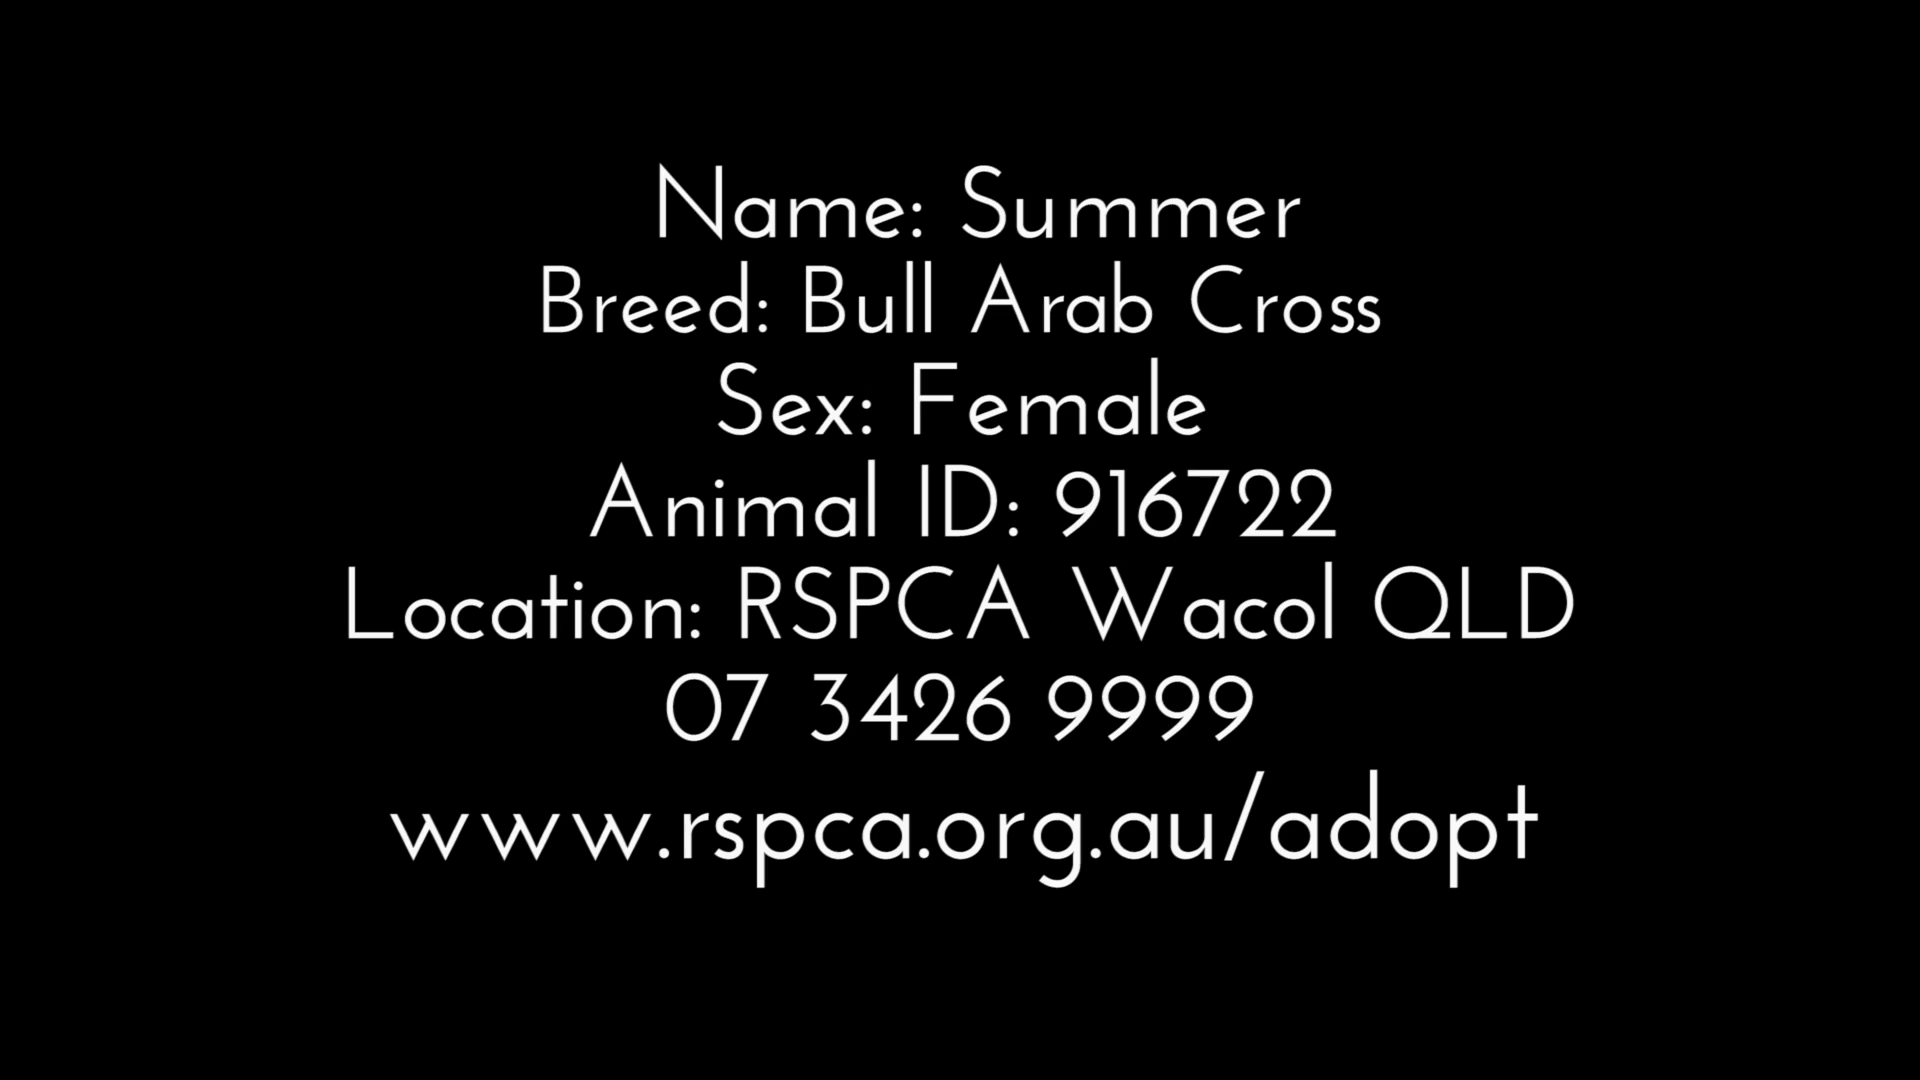 Name: Summer
Breed: Bull Arab Cross
Sex: Female
Animal ID: 916722
Location: RSPCA Wacol QLD
07 3426 9999
www.rspca.org.au/adopt